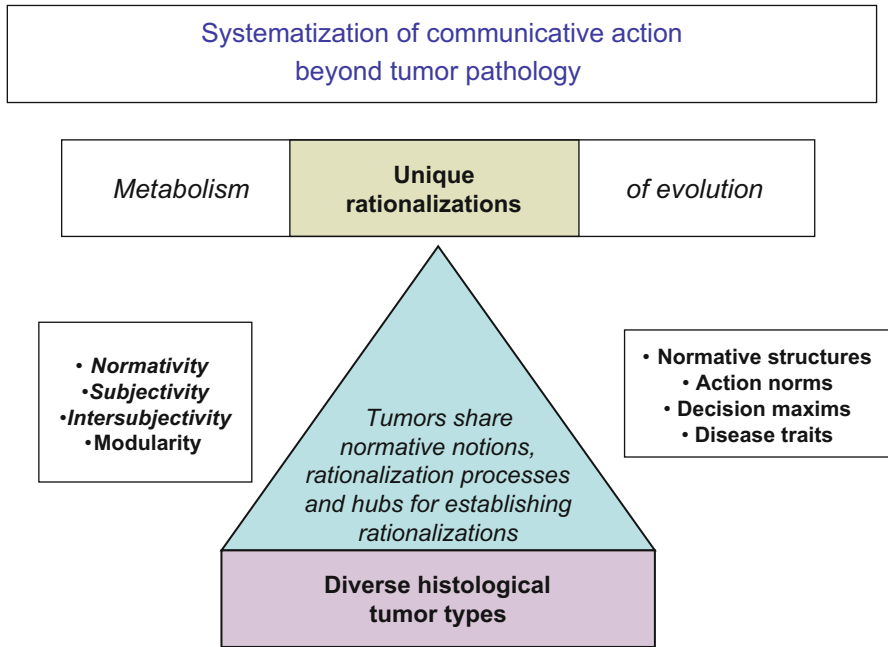 Systematization of communicative action
beyond tumor pathology
Metabolism
Unique
rationalizations
of evolution
• Normativity
•Subjectivity
•Intersubjectivity
•Modularity
Tumors share
normative notions,
rationalization processes
and hubs for establishing
rationalizations
• Normative structures
• Action norms
• Decision maxims
• Disease traits
Diverse histological
tumor types